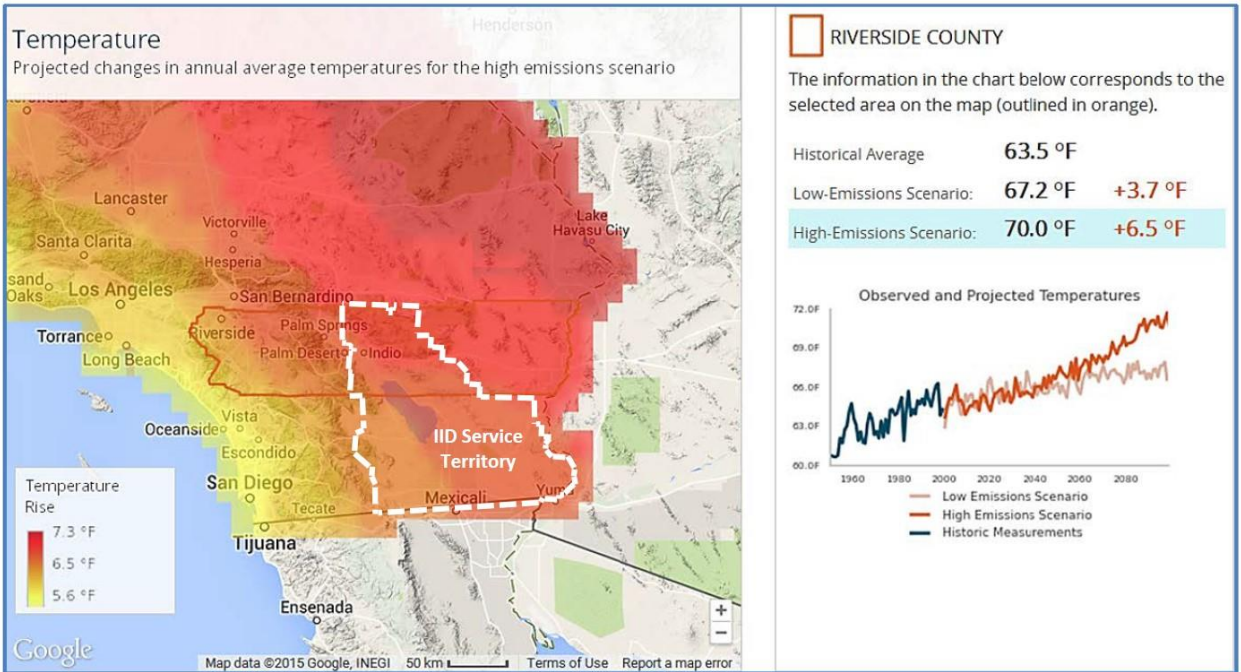 Temperature
Projected changes in annual average temperatures for the high emissions scenario
Henderson
Lancaster
Victorville
Lake
Havasu City
Santa Clarita
Hesperia
sand
Oaks
Los Angeles
San Bernardino
Riverside
Palm Springs
Torrance
Palm Desert
Indio
Long Beach
Vista
Oceanside
Escondido
IID Service
Territory
San Diego
Mexicali
Yuma
Tecate
Tijuana
Ensenada
Temperature
Rise
7.3 °F
6.5 °F
5.6 °F
+
−
Google
Map data ©2015 Google, INEGI
50 km
Terms of Use
Report a map error
RIVERSIDE COUNTY
The information in the chart below corresponds to the
selected area on the map (outlined in orange).
Historical Average 63.5 °F
Low-Emissions Scenario: 67.2 °F +3.7 °F
High-Emissions Scenario: 70.0 °F +6.5 °F
Observed and Projected Temperatures
72.0F
69.0F
66.0F
63.0F
60.0F
1960 1980 2000 2020 2040 2060 2080
Low Emissions Scenario
High Emissions Scenario
Historic Measurements